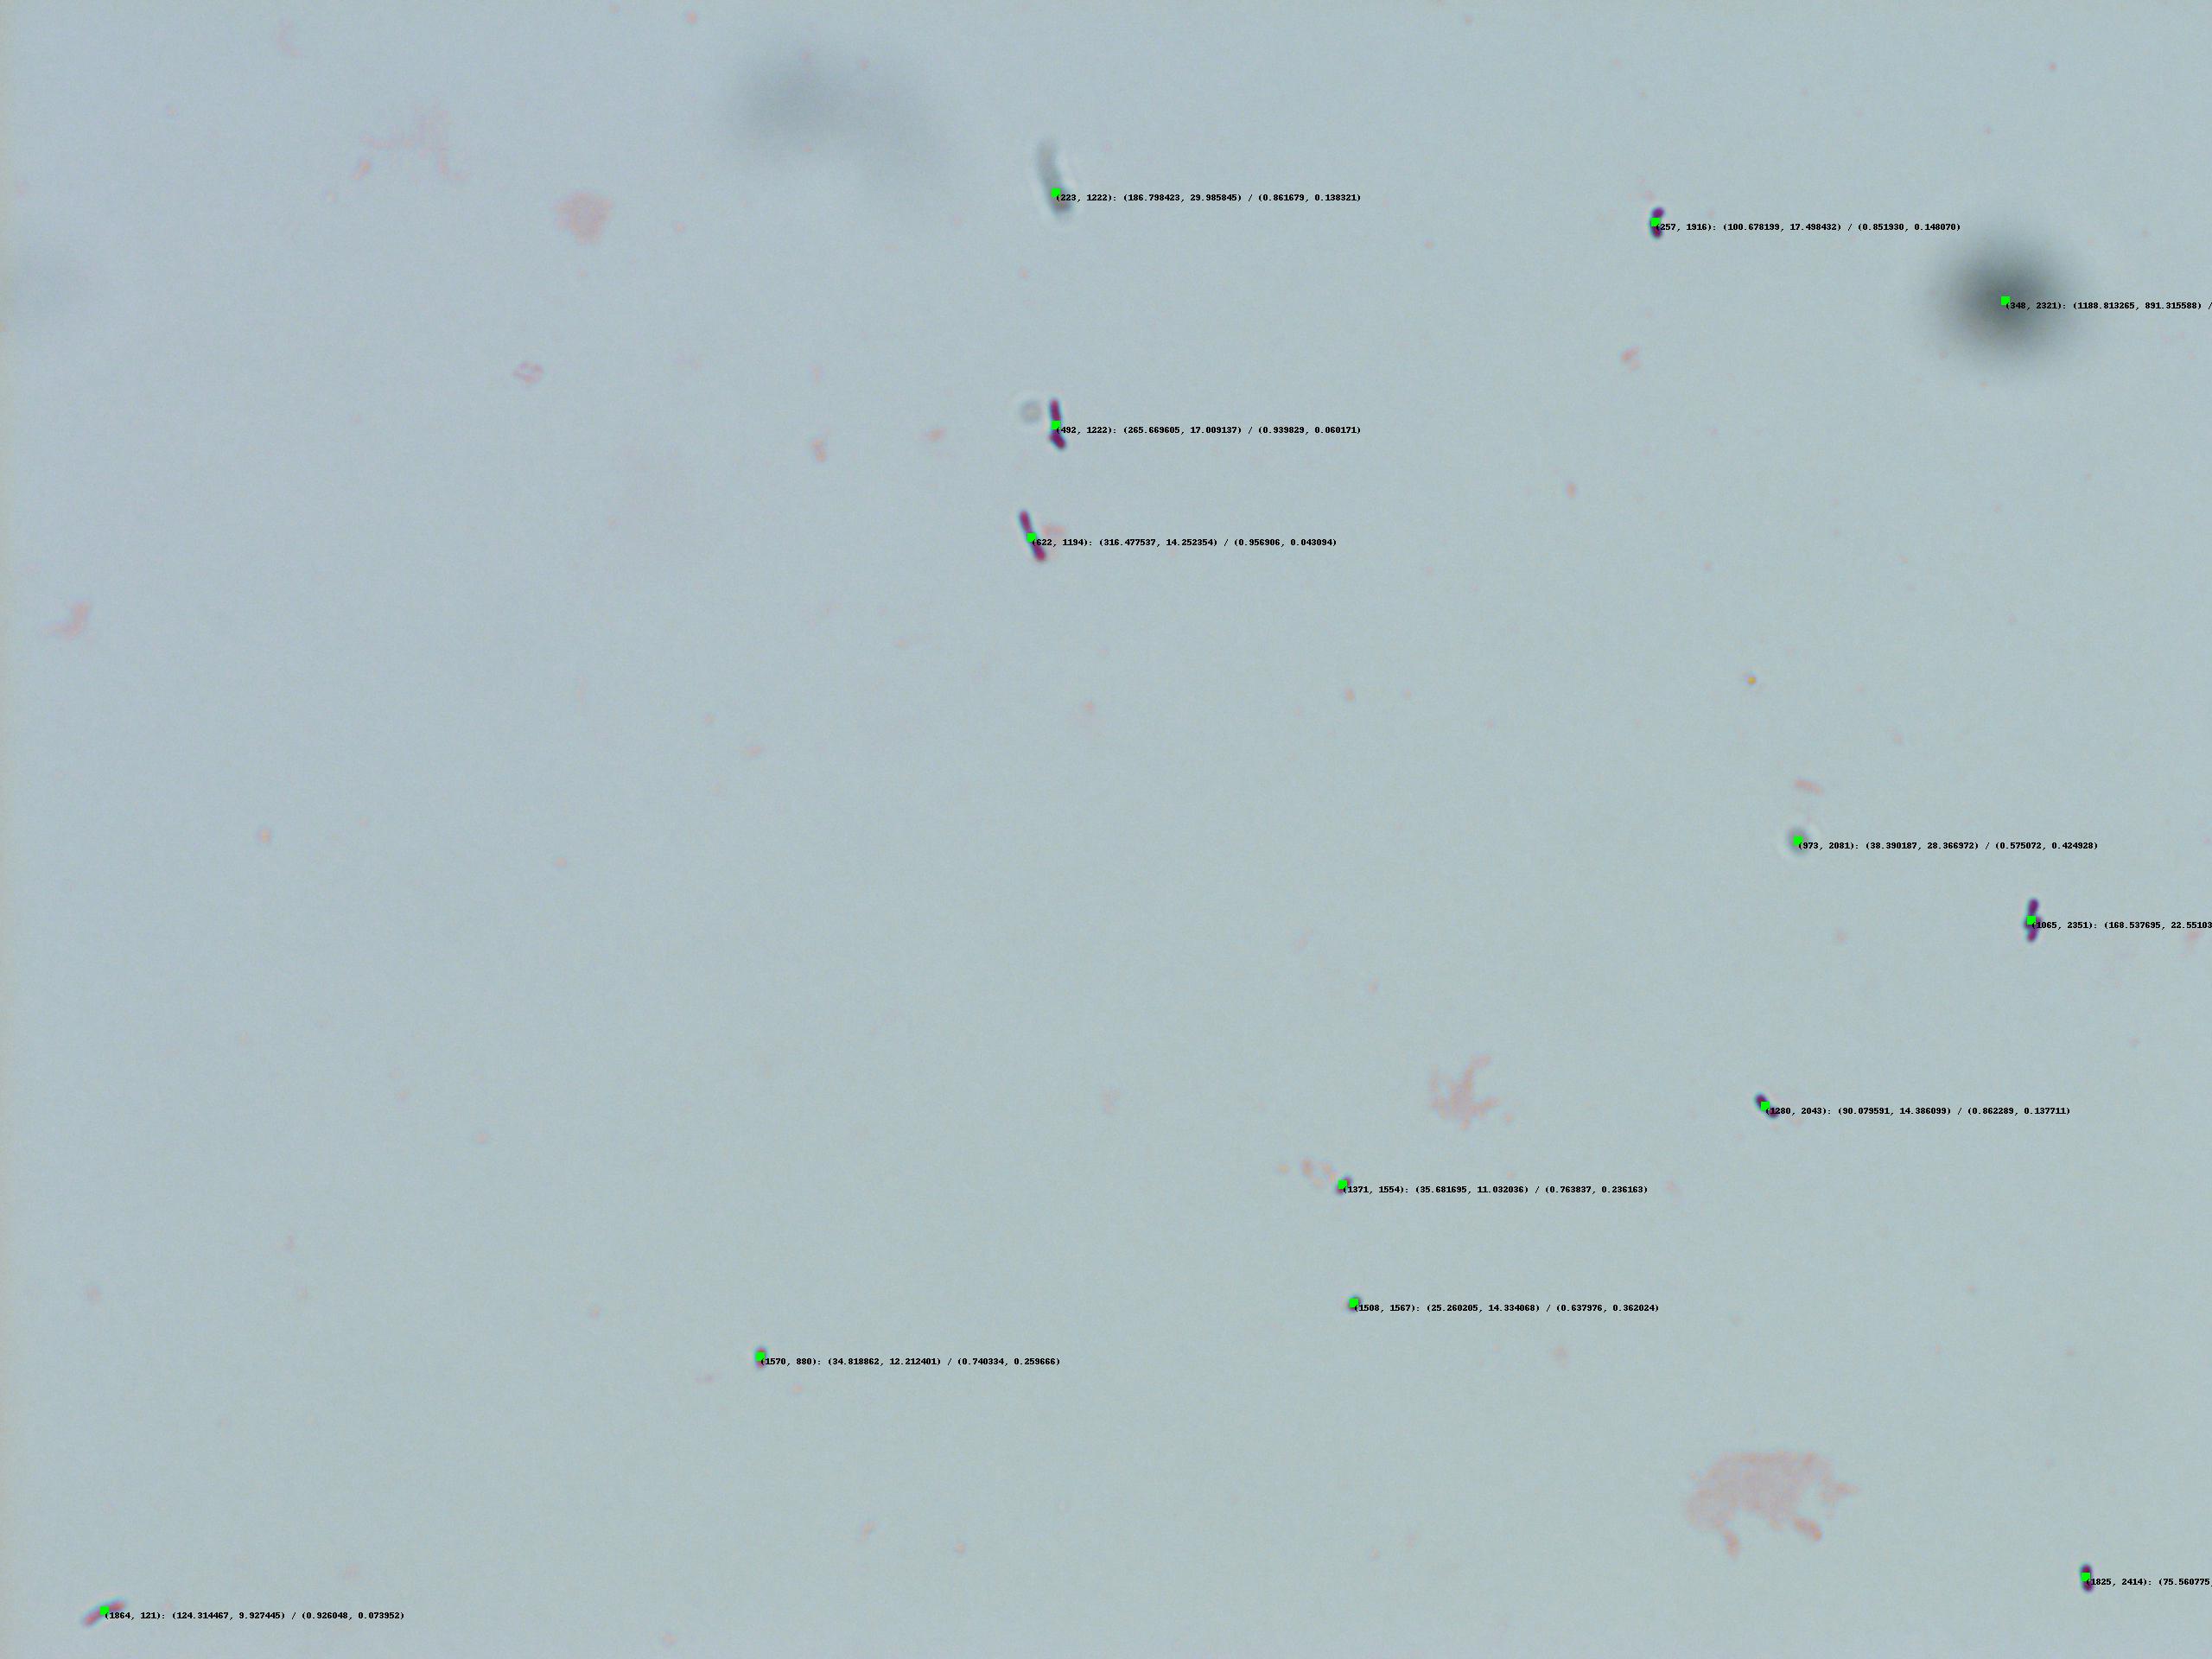 (223, 1222): (186.798423, 29.985845) / (0.861679, 0.138321)
(257, 1916): (100.678199, 17.498432) / (0.851930, 0.148070)
(348, 2321): (1188.813265, 891.315588) /
(492, 1222): (265.669605, 17.009137) / (0.939829, 0.060171)
(622, 1194): (316.477537, 14.252354) / (0.956906, 0.043094)
(973, 2081): (38.390187, 28.366972) / (0.575072, 0.424928)
(1065, 2351): (168.537695, 22.55103
(1280, 2043): (90.079591, 14.386099) / (0.862289, 0.137711)
(1371, 1554): (35.681695, 11.032036) / (0.763837, 0.236163)
(1508, 1567): (25.260205, 14.334068) / (0.637976, 0.362024)
(1570, 880): (34.818862, 12.212401) / (0.740334, 0.259666)
(1825, 2414): (75.560775,
(1864, 121): (124.314467, 9.927445) / (0.926048, 0.073952)